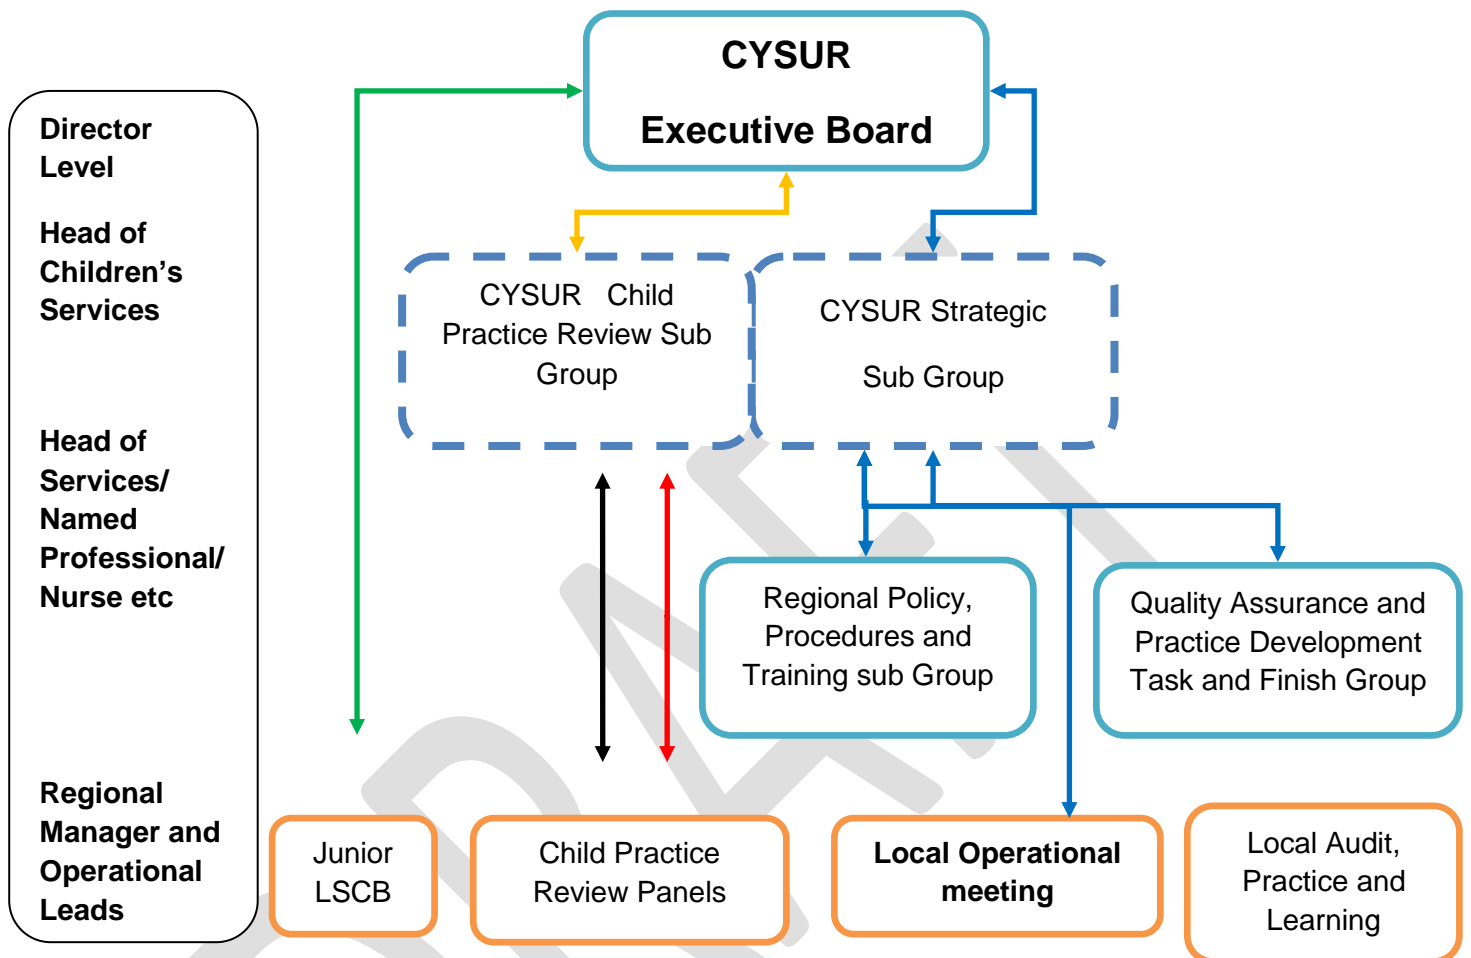 CYSUR
Executive Board
Director
Level
Head of
Children’s
Services
Head of
Services/
Named
Professional/
Nurse etc
Regional
Manager and
Operational
Leads
CYSUR Child
Practice Review Sub
Group
CYSUR Strategic
Sub Group
Regional Policy,
Procedures and
Training sub Group
Quality Assurance and
Practice Development
Task and Finish Group
Junior
LSCB
Child Practice
Review Panels
Local Operational
meeting
Local Audit,
Practice and
Learning
DRAFT